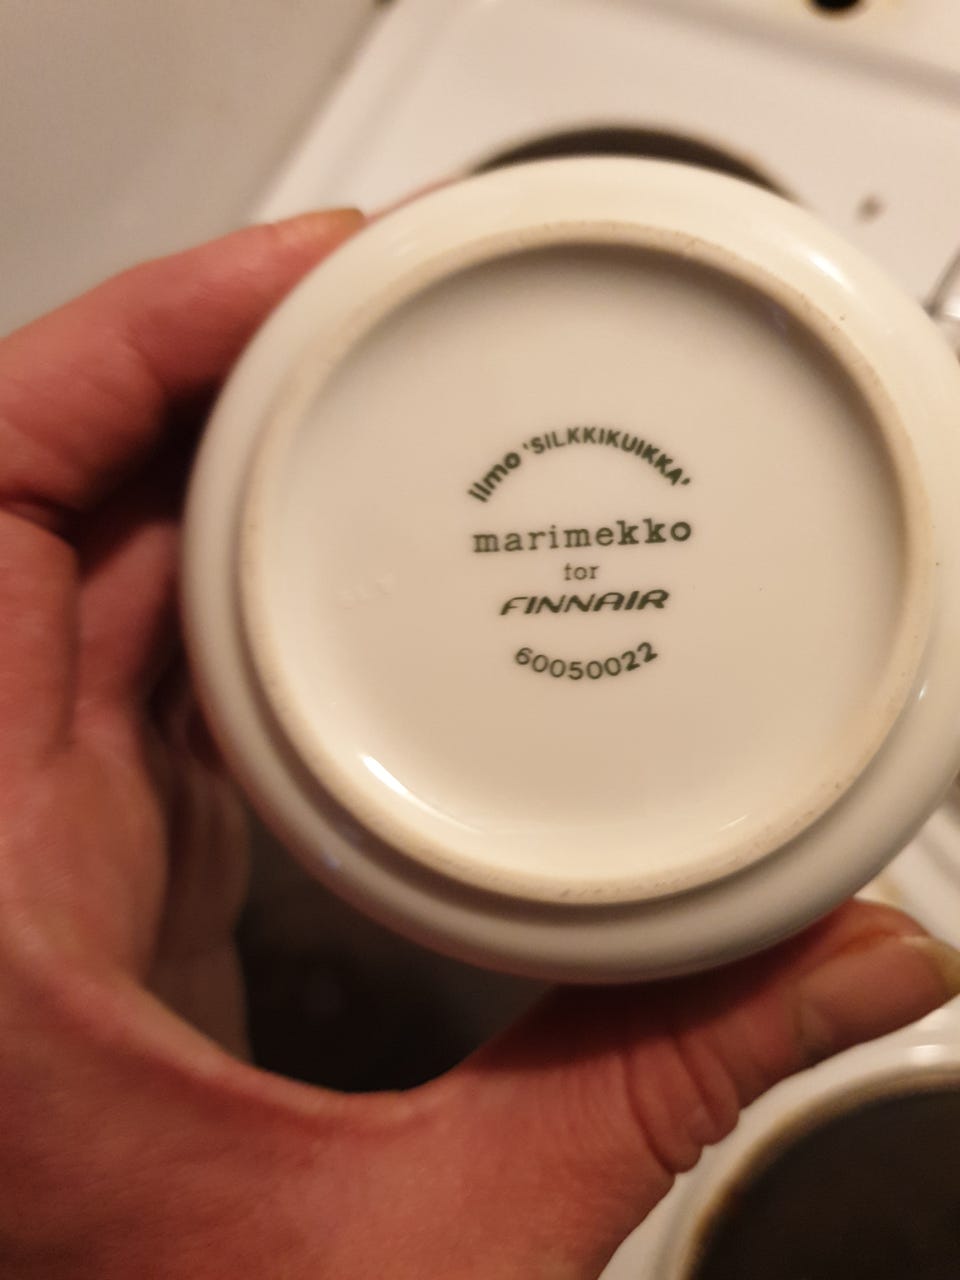 Ilmo 'SILKKIKUIKKA'
marimekko
for
FINNAIR
60050022